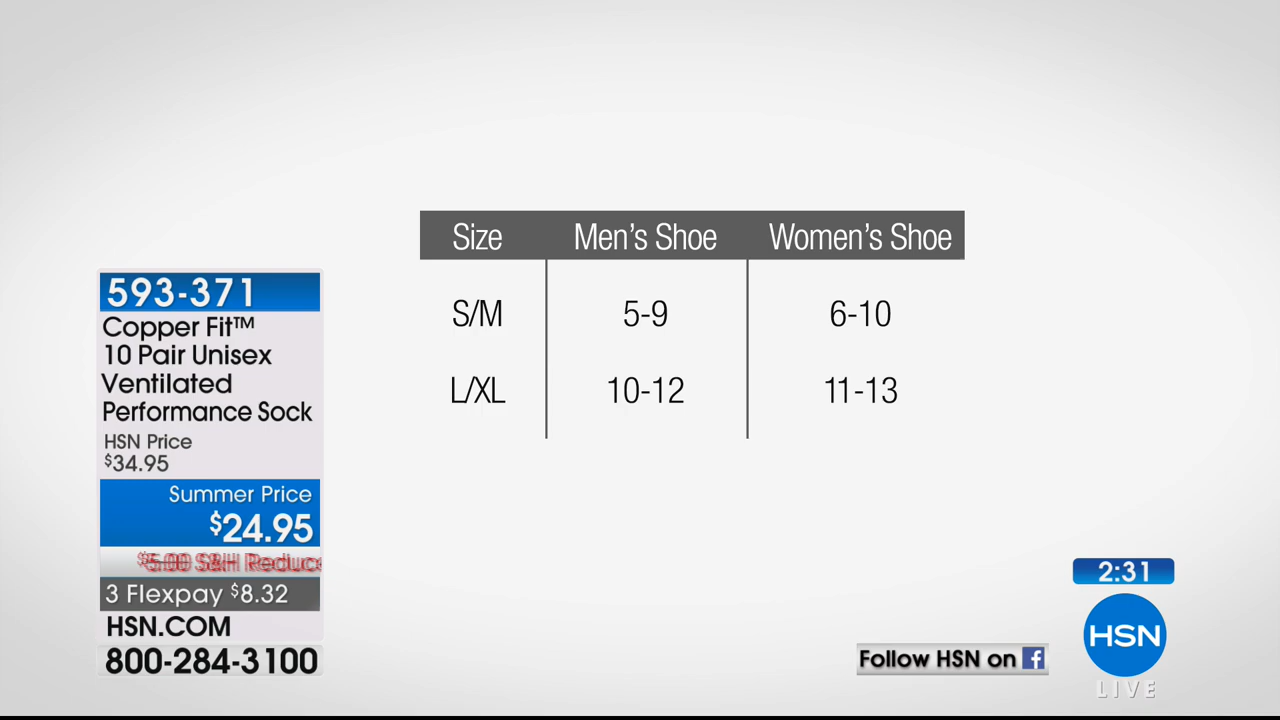 Size Men's Shoe Women's Shoe
S/M 5-9 6-10
L/XL 10-12 11-13
593-371
Copper Fit™
10 Pair Unisex
Ventilated
Performance Sock
HSN Price
$34.95
Summer Price
$24.95
$5.00 S&H
3 Flexpay $8.32
HSN.COM
800-284-3100
2:31
HSN
LIVE
Follow HSN on f